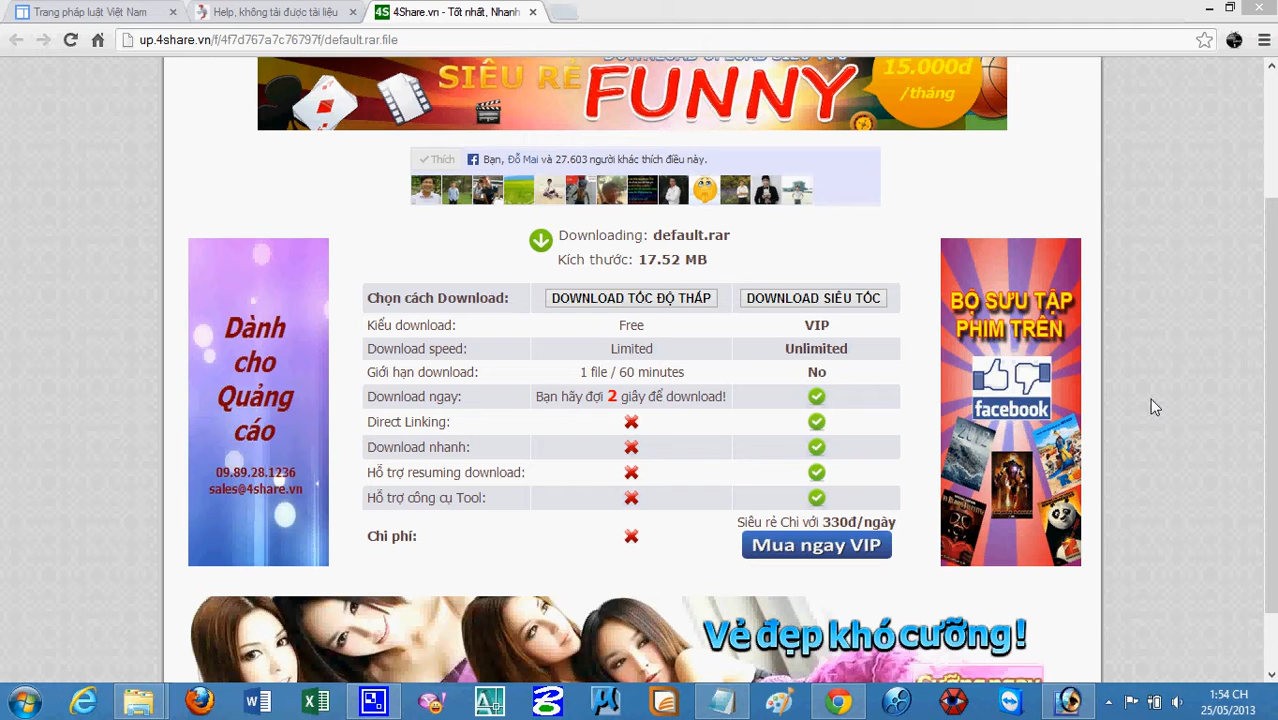 Trang pháp luật Việt Nam
Help, không tải được tài liệu
4S 4Share.vn - Tốt nhất, Nhanh
up.4share.vn/f/4f7d767a7c76797f/default.rar.file
SIÊU RẺ FUNNY
15.000đ
/tháng
Thích
Bạn, Đỗ Mai và 27.603 người khác thích điều này.
Downloading: default.rar
Kích thước: 17.52 MB
Chọn cách Download: DOWNLOAD TỐC ĐỘ THẤP DOWNLOAD SIÊU TỐC
Kiểu download: Free VIP
Download speed: Limited Unlimited
Giới hạn download: 1 file / 60 minutes No
Download ngay: Bạn hãy đợi 2 giây để download!
Direct Linking:
Download nhanh:
Hỗ trợ resuming download:
Hỗ trợ công cụ Tool:
Siêu rẻ Chỉ với 330đ/ngày
Chi phí:
Mua ngay VIP
Dành
cho
Quảng
cáo
09.89.28.1236
sales@4share.vn
BỘ SƯU TẬP
PHIM TRÊN
facebook
Vẻ đẹp khó cưỡng!
1:54 CH
25/05/2013